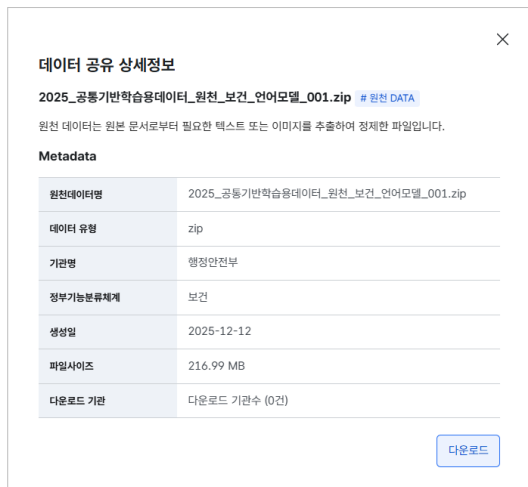 데이터 공유 상세정보
2025_공통기반학습용데이터_원천_보건_언어모델_001.zip # 원천 DATA
원천 데이터는 원본 문서로부터 필요한 텍스트 또는 이미지를 추출하여 정제한 파일입니다.
Metadata
원천데이터명 2025_공통기반학습용데이터_원천_보건_언어모델_001.zip
데이터 유형 zip
기관명 행정안전부
정부기능분류체계 보건
생성일 2025-12-12
파일사이즈 216.99 MB
다운로드 기관 다운로드 기관수 (0건)
다운로드